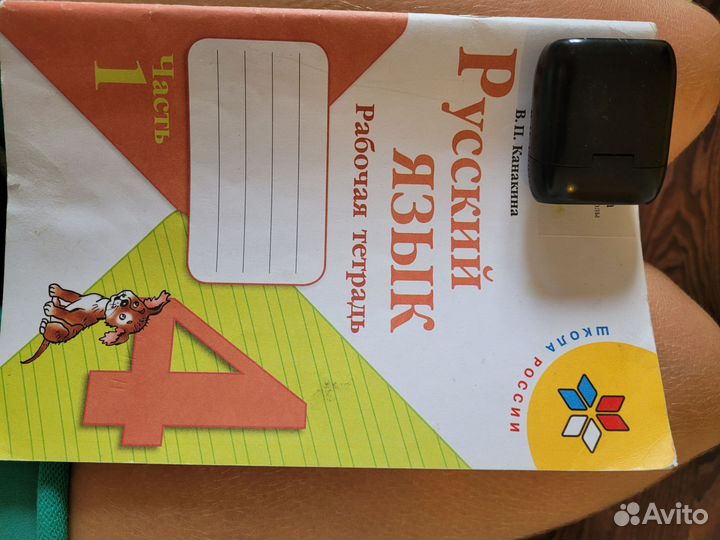 В. П. Канакина
Русский
язык
Рабочая тетрадь
Часть
1
4
ШКОЛА РОССИИ
Avito